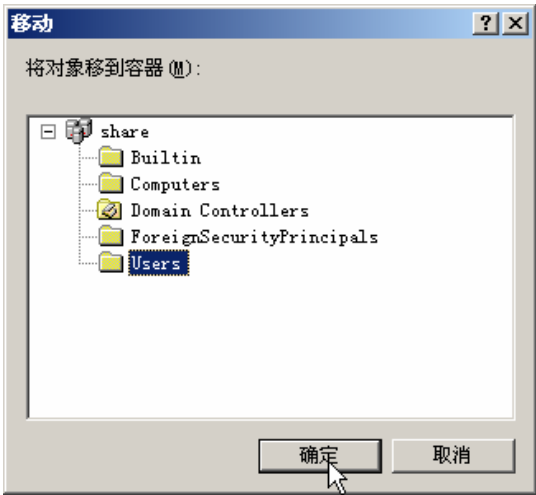 移动
将对象移到容器(M):
share
Builtin
Computers
Domain Controllers
ForeignSecurityPrincipals
Users
确定 取消